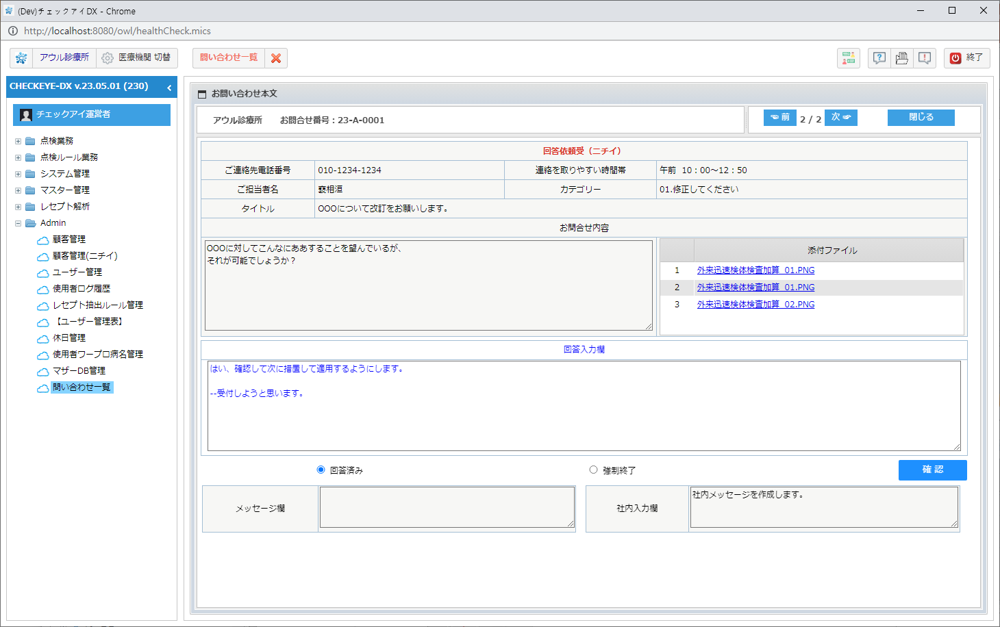 (Dev)チェックアイDX - Chrome
http://localhost:8080/owl/healthCheck.mics
アウル診療所 医療機関 切替 問い合わせ一覧 終了
CHECKEYE-DX v.23.05.01 (230)
チェックアイ運営者
点検業務
点検ルール業務
システム管理
マスター管理
レセプト解析
Admin
顧客管理
顧客管理(ニチイ)
ユーザー管理
使用者ログ履歴
レセプト抽出ルール管理
【ユーザー管理表】
休日管理
使用者ワープロ病名管理
マザーDB管理
問い合わせ一覧
お問い合わせ本文
アウル診療所 お問合せ番号 : 23-A-0001 前 2 / 2 次 閉じる
回答依頼受（ニチイ）
ご連絡先電話番号 010-1234-1234 連絡を取りやすい時間帯 午前 10：00～12：50
ご担当者名 裵相洹 カテゴリー 01.修正してください
タイトル OOOについて改訂をお願いします。
お問合せ内容
OOOに対してこんなにああすることを望んでいるが、
それが可能でしょうか？
添付ファイル
1 外来迅速検体検査加算_01.PNG
2 外来迅速検体検査加算_01.PNG
3 外来迅速検体検査加算_02.PNG
回答入力欄
はい、確認して次に措置して適用するようにします。
--受付しようと思います。
回答済み 強制終了 確 認
メッセージ欄 社内入力欄 社内メッセージを作成します。